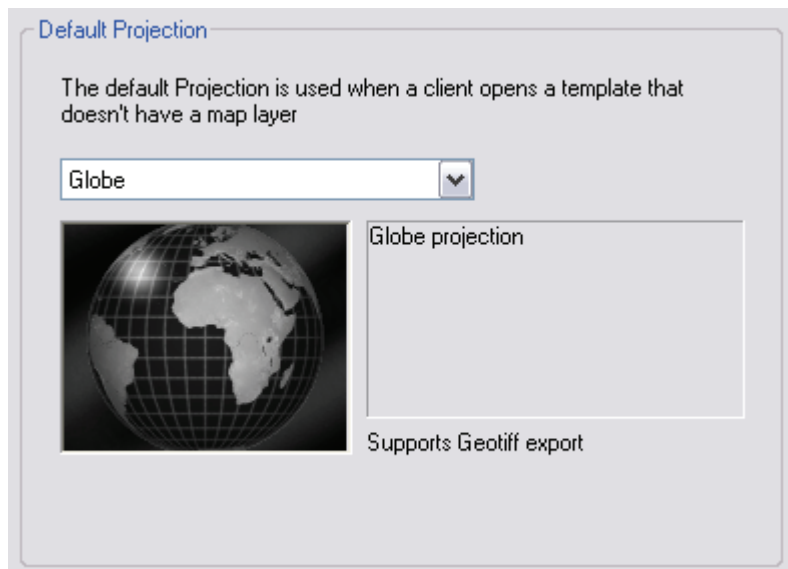 Default Projection
The default Projection is used when a client opens a template that
doesn't have a map layer
Globe
Globe projection
Supports Geotiff export